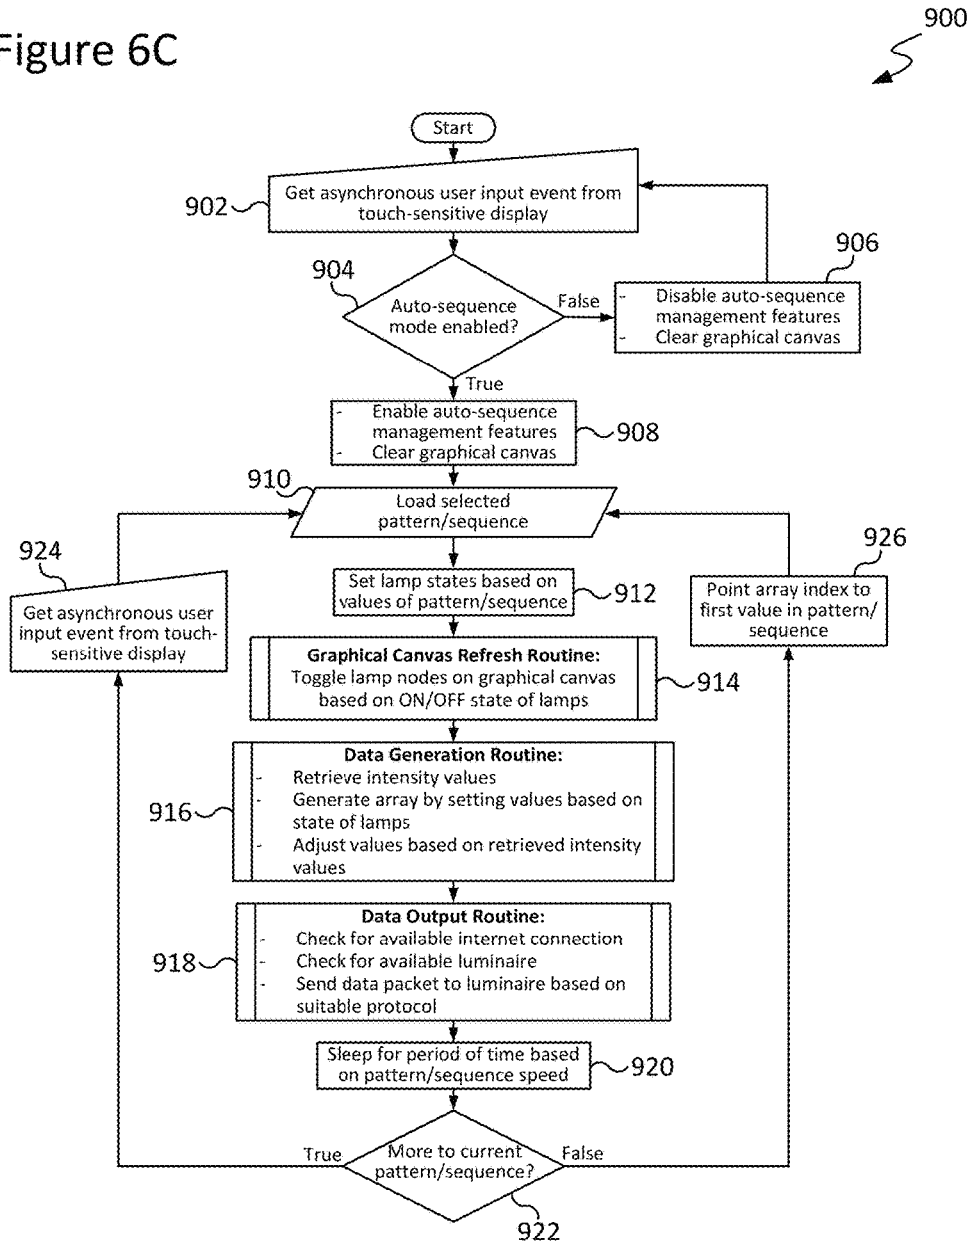 Figure 6C
900
Start
902
Get asynchronous user input event from
touch-sensitive display
904
Auto-sequence
mode enabled?
False
906
- Disable auto-sequence
management features
- Clear graphical canvas
True
- Enable auto-sequence
management features
- Clear graphical canvas
908
910
Load selected
pattern/sequence
924
Get asynchronous user
input event from touch-
sensitive display
926
Point array index to
first value in pattern/
sequence
Set lamp states based on
values of pattern/sequence
912
Graphical Canvas Refresh Routine:
Toggle lamp nodes on graphical canvas
based on ON/OFF state of lamps
914
916
Data Generation Routine:
- Retrieve intensity values
- Generate array by setting values based on
state of lamps
- Adjust values based on retrieved intensity
values
918
Data Output Routine:
- Check for available internet connection
- Check for available luminaire
- Send data packet to luminaire based on
suitable protocol
Sleep for period of time based
on pattern/sequence speed
920
True
More to current
pattern/sequence?
False
922